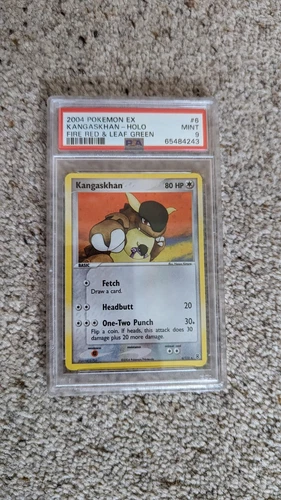 2004 POKEMON EX #8
KANGASKHAN-HOLO MINT
FIRE RED & LEAF GREEN 9
PSA 65484243
Kangaskhan 80 HP
BASIC
Fetch
Draw a card.
Headbutt 20
One-Two Punch 30+
Flip a coin. If heads, this attack does 30
damage plus 20 more damage.